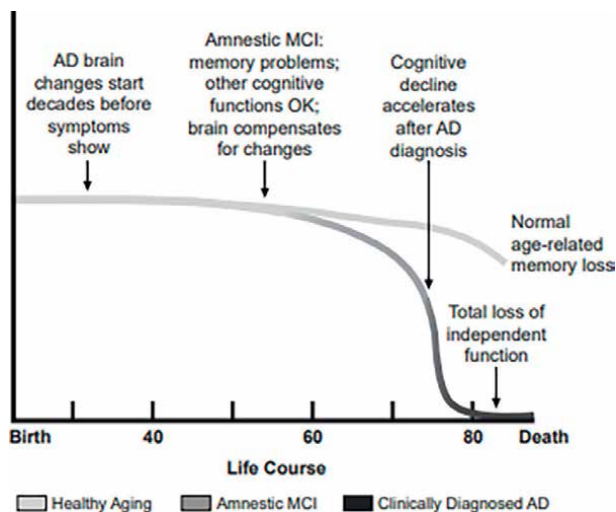 AD brain
changes start
decades before
symptoms
show
Amnestic MCI:
memory problems;
other cognitive
functions OK;
brain compensates
for changes
Cognitive
decline
accelerates
after AD
diagnosis
Normal
age-related
memory loss
Total loss of
independent
function
Birth 40 60 80 Death
Life Course
Healthy Aging Amnestic MCI Clinically Diagnosed AD